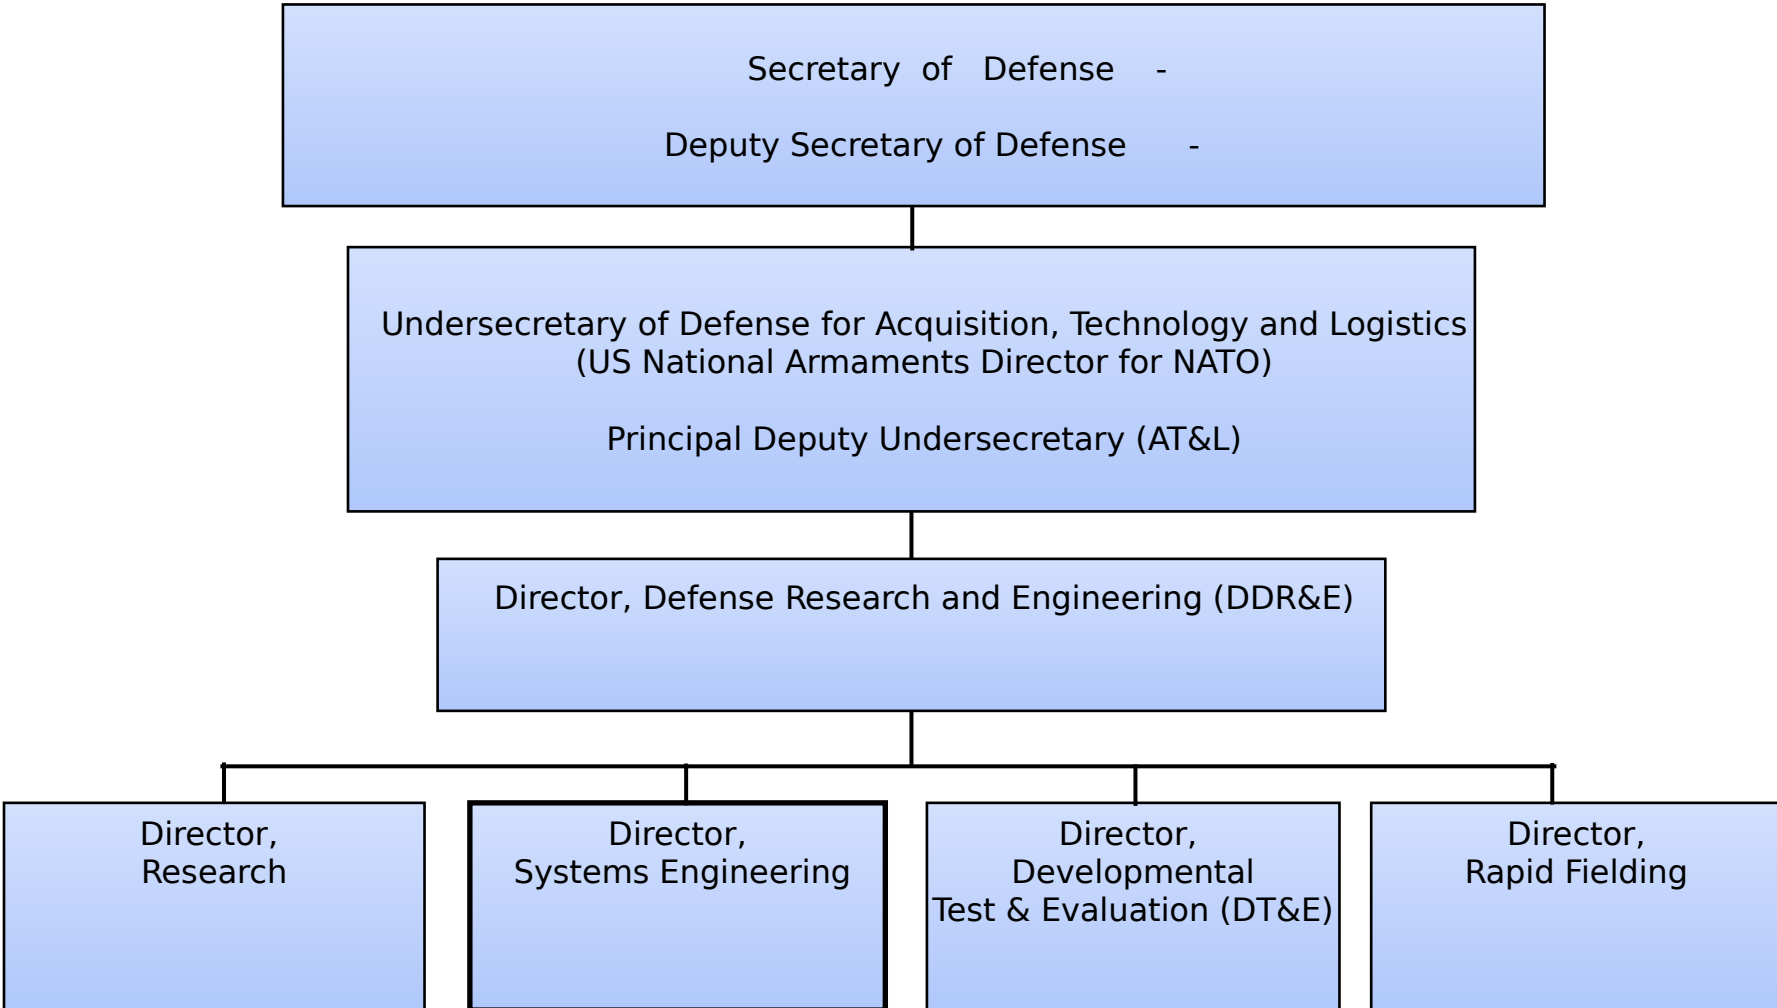 Secretary of Defense -
Deputy Secretary of Defense -
Undersecretary of Defense for Acquisition, Technology and Logistics
(US National Armaments Director for NATO)
Principal Deputy Undersecretary (AT&L)
Director, Defense Research and Engineering (DDR&E)
Director,
Research
Director,
Systems Engineering
Director,
Developmental
Test & Evaluation (DT&E)
Director,
Rapid Fielding